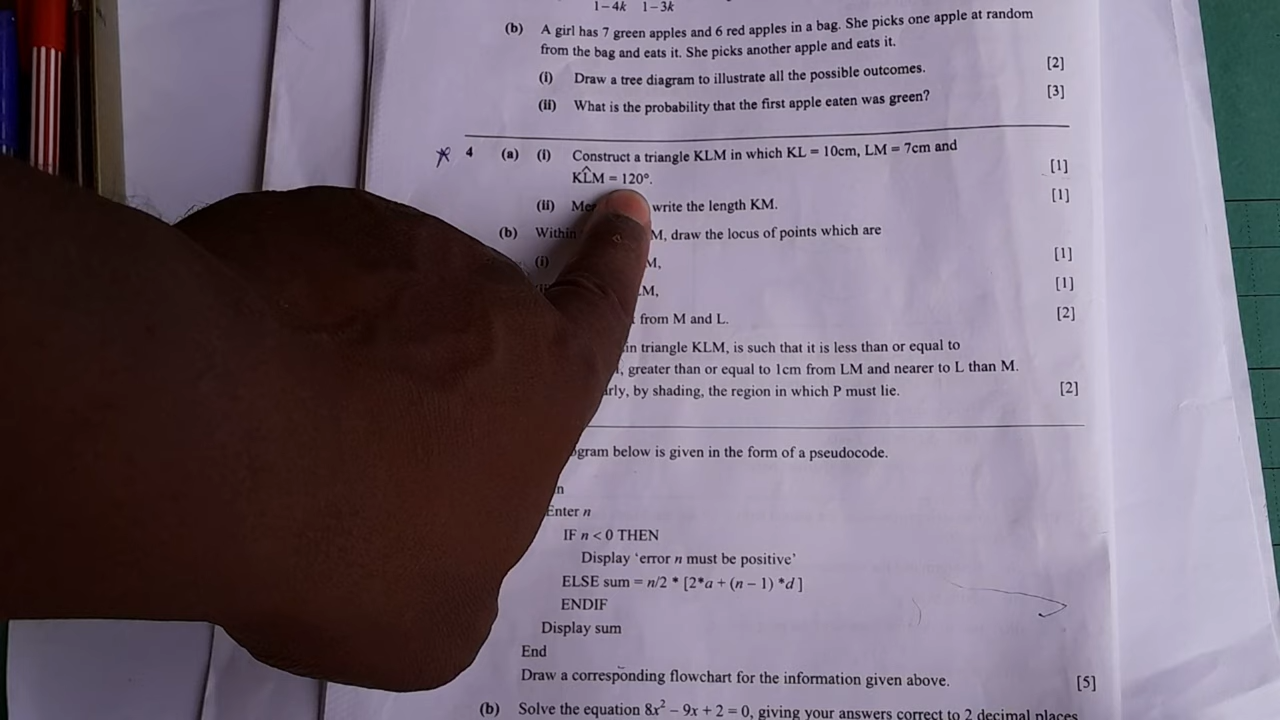 1−4k 1−3k
(b) A girl has 7 green apples and 6 red apples in a bag. She picks one apple at random
from the bag and eats it. She picks another apple and eats it.
(i) Draw a tree diagram to illustrate all the possible outcomes. [2]
(ii) What is the probability that the first apple eaten was green? [3]
4 (a) (i) Construct a triangle KLM in which KL = 10cm, LM = 7cm and
KL̂M = 120°. [1]
(ii) write the length KM. [1]
(b) Within M, draw the locus of points which are
(i) M, [1]
LM, [1]
from M and L. [2]
in triangle KLM, is such that it is less than or equal to
, greater than or equal to 1cm from LM and nearer to L than M.
by shading, the region in which P must lie. [2]
below is given in the form of a pseudocode.
Enter n
IF n < 0 THEN
Display ‘error n must be positive’
ELSE sum = n/2 * [2*a + (n − 1) *d ]
ENDIF
Display sum
End
Draw a corresponding flowchart for the information given above. [5]
(b) Solve the equation 8x² − 9x + 2 = 0, giving your answers correct to 2 decimal places